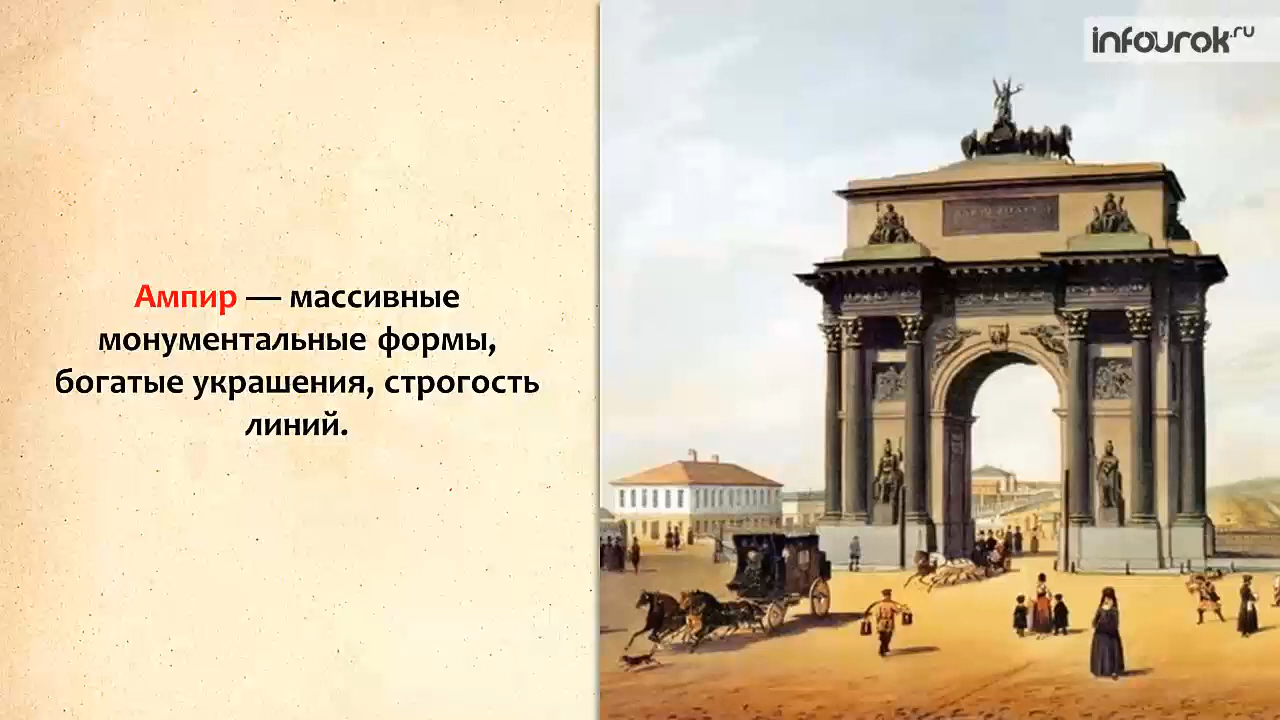 infourok.ru
Ампир — массивные
монументальные формы,
богатые украшения, строгость
линий.